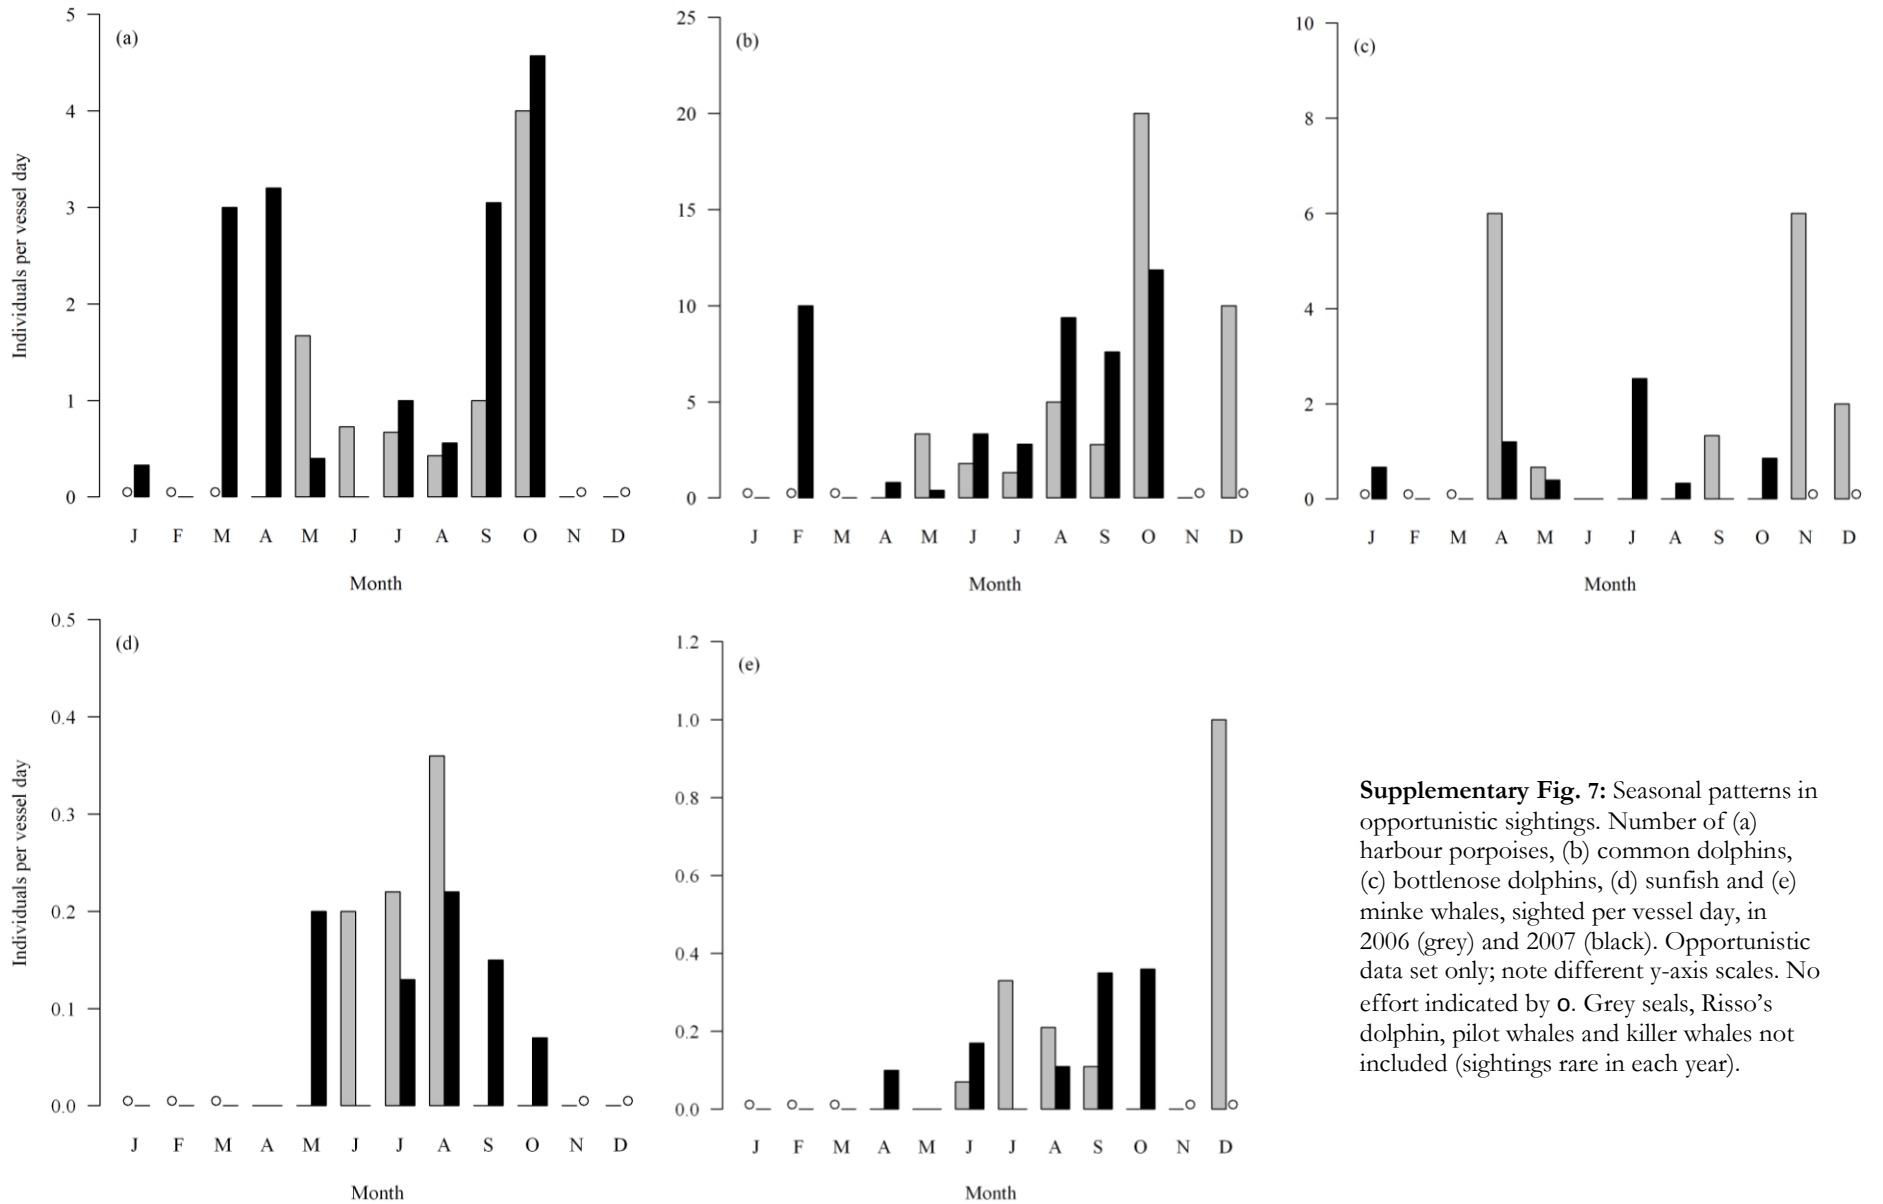 (a)
5
4
3
2
1
0
Individuals per vessel day
J F M A M J J A S O N D
Month
(b)
25
20
15
10
5
0
J F M A M J J A S O N D
Month
(c)
10
8
6
4
2
0
J F M A M J J A S O N D
Month
(d)
0.5
0.4
0.3
0.2
0.1
0.0
Individuals per vessel day
J F M A M J J A S O N D
Month
(e)
1.2
1.0
0.8
0.6
0.4
0.2
0.0
J F M A M J J A S O N D
Month
Supplementary Fig. 7: Seasonal patterns in
opportunistic sightings. Number of (a)
harbour porpoises, (b) common dolphins,
(c) bottlenose dolphins, (d) sunfish and (e)
minke whales, sighted per vessel day, in
2006 (grey) and 2007 (black). Opportunistic
data set only; note different y-axis scales. No
effort indicated by o. Grey seals, Risso's
dolphin, pilot whales and killer whales not
included (sightings rare in each year).